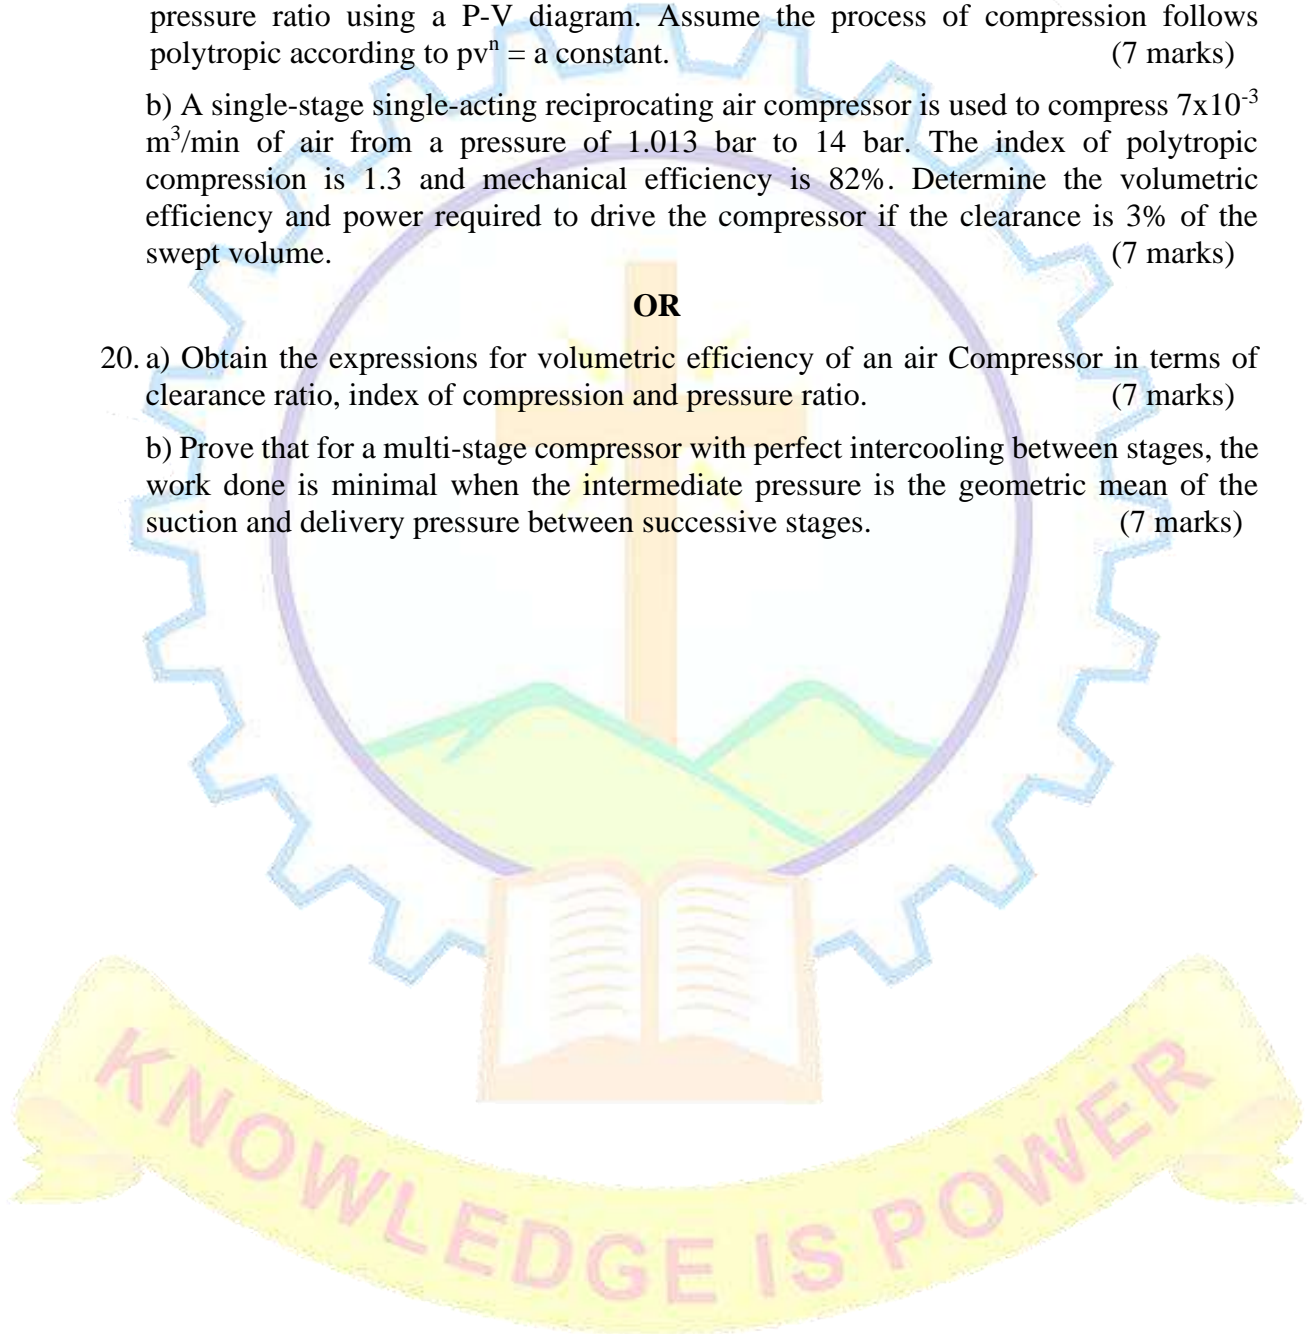 pressure ratio using a P-V diagram. Assume the process of compression follows
polytropic according to pvⁿ = a constant. (7 marks)
b) A single-stage single-acting reciprocating air compressor is used to compress 7x10⁻³
m³/min of air from a pressure of 1.013 bar to 14 bar. The index of polytropic
compression is 1.3 and mechanical efficiency is 82%. Determine the volumetric
efficiency and power required to drive the compressor if the clearance is 3% of the
swept volume. (7 marks)
OR
20. a) Obtain the expressions for volumetric efficiency of an air Compressor in terms of
clearance ratio, index of compression and pressure ratio. (7 marks)
b) Prove that for a multi-stage compressor with perfect intercooling between stages, the
work done is minimal when the intermediate pressure is the geometric mean of the
suction and delivery pressure between successive stages. (7 marks)
KNOWLEDGE IS POWER